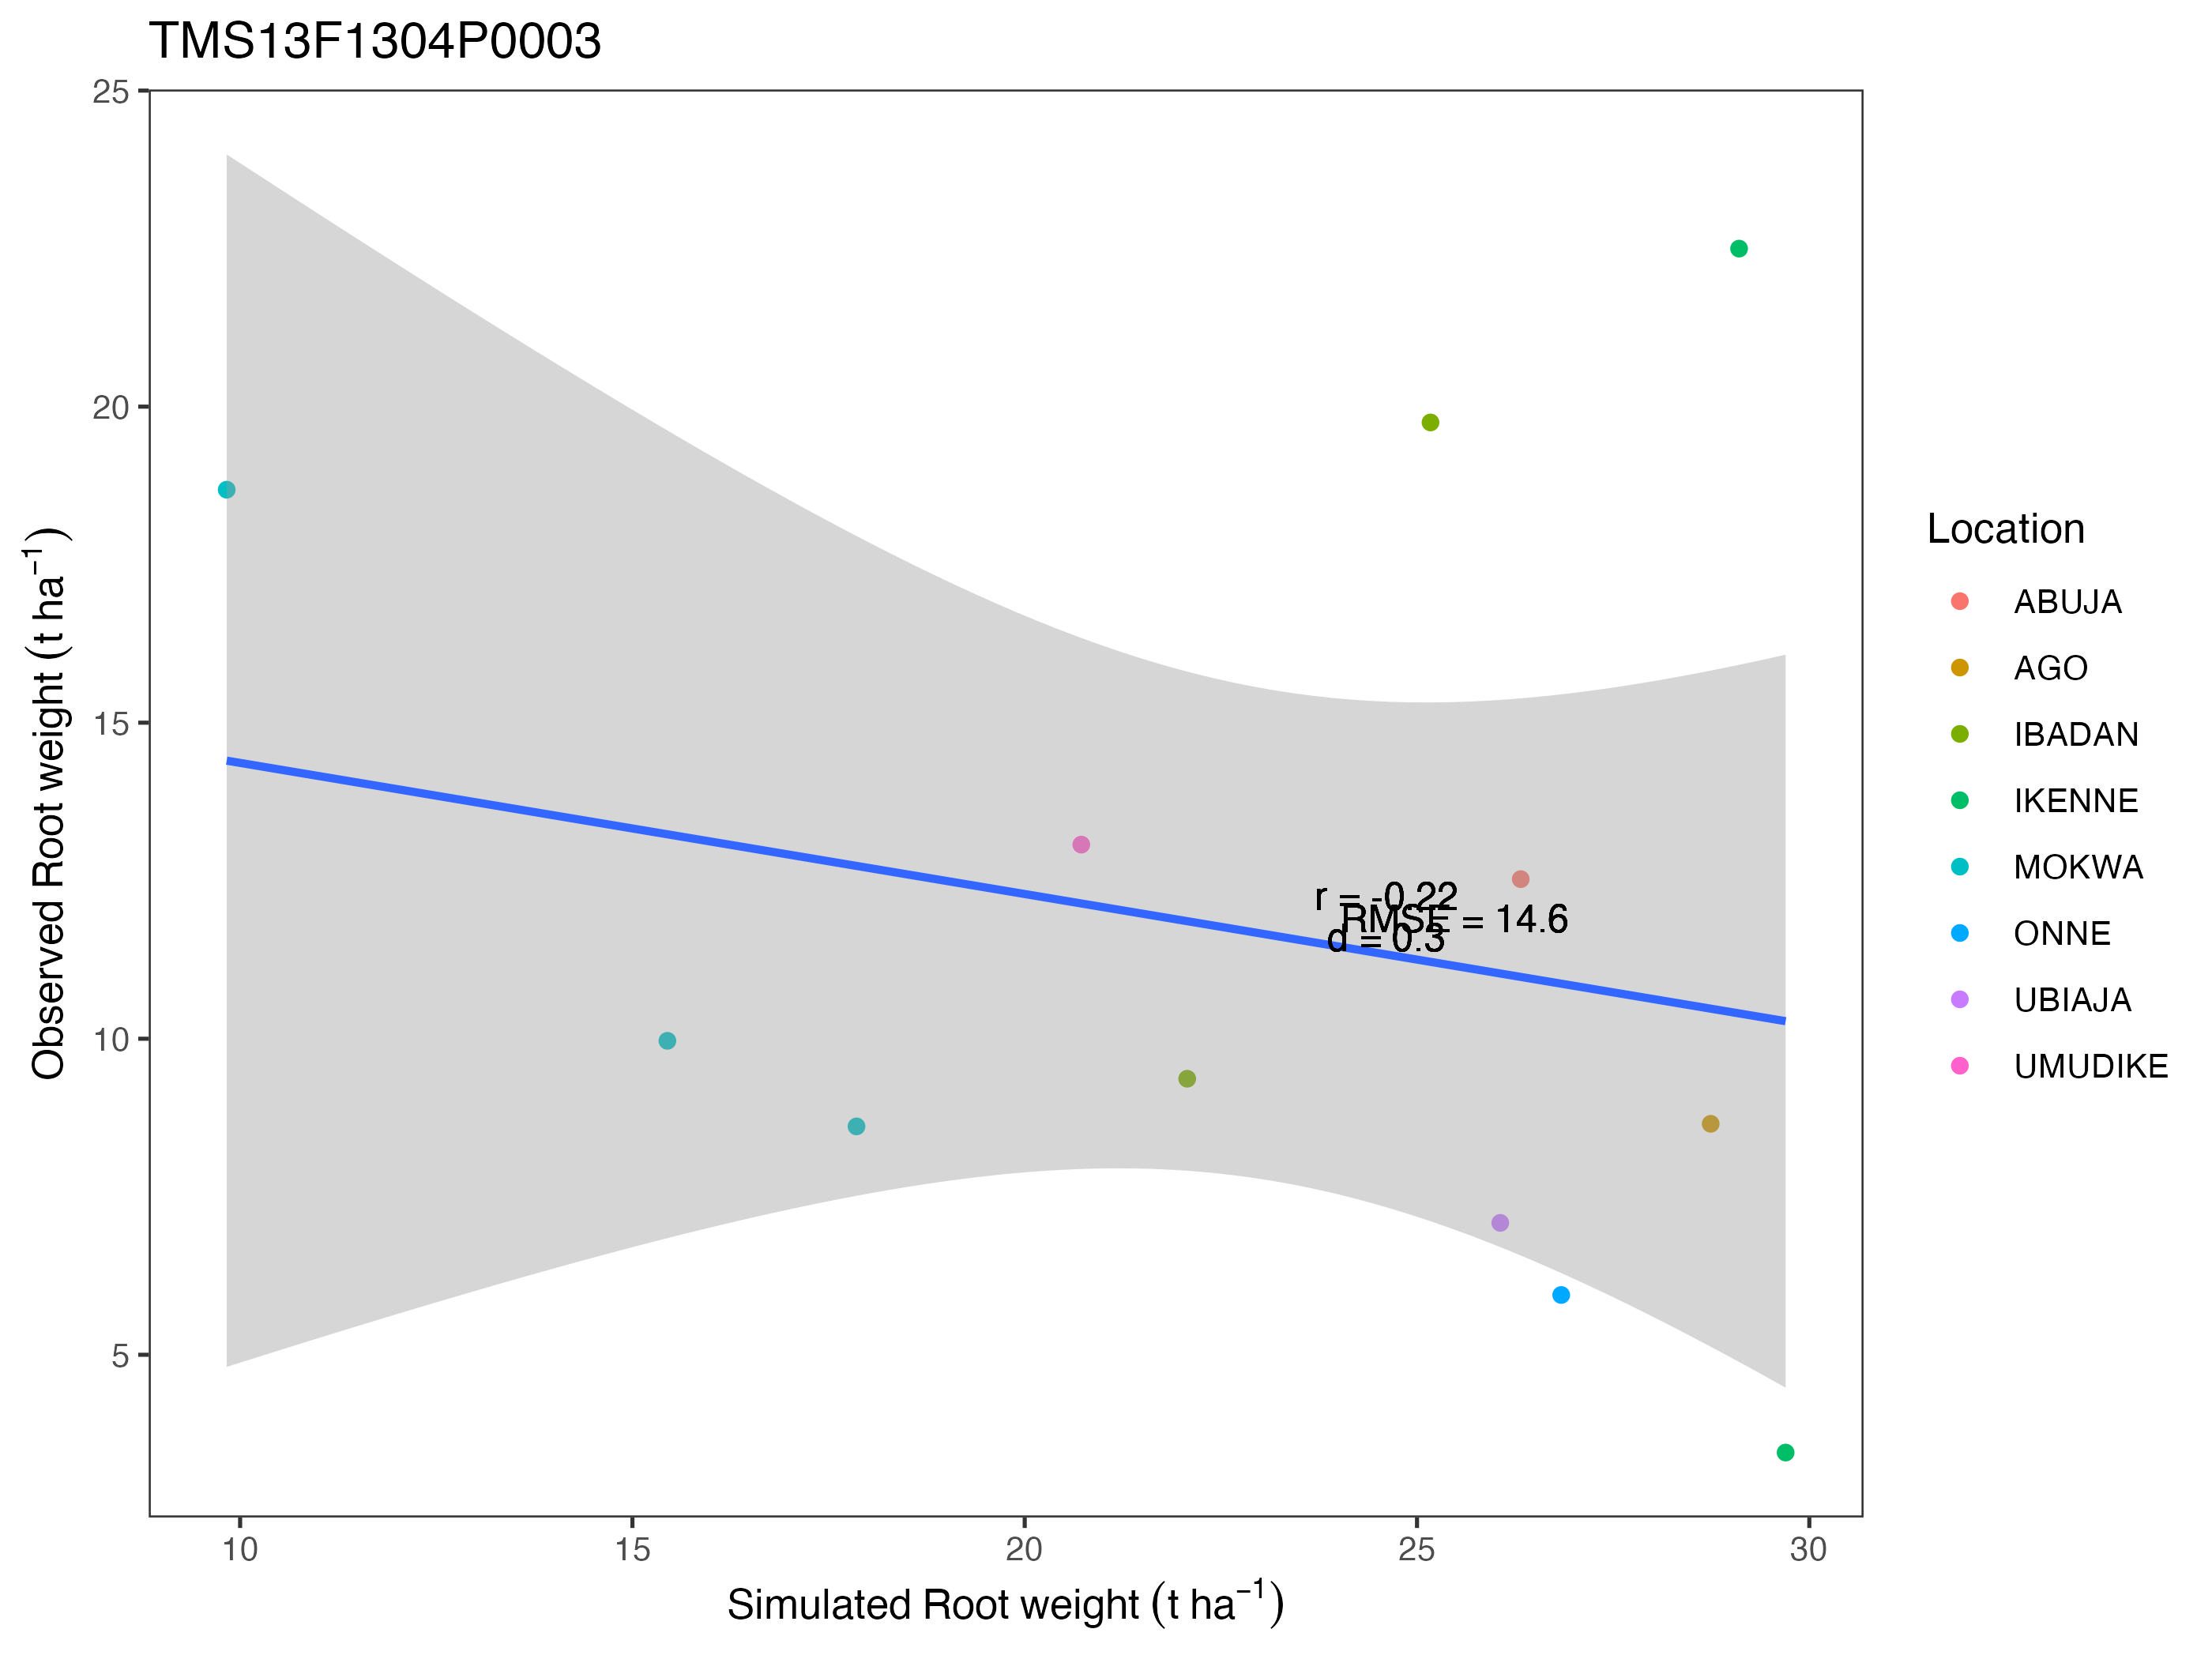 TMS13F1304P0003
25
20
15
10
5
Observed Root weight (t ha⁻¹)
r = -0.22
RMSE = 14.6
d = 0.3
10 15 20 25 30
Simulated Root weight (t ha⁻¹)
Location
ABUJA
AGO
IBADAN
IKENNE
MOKWA
ONNE
UBIAJA
UMUDIKE